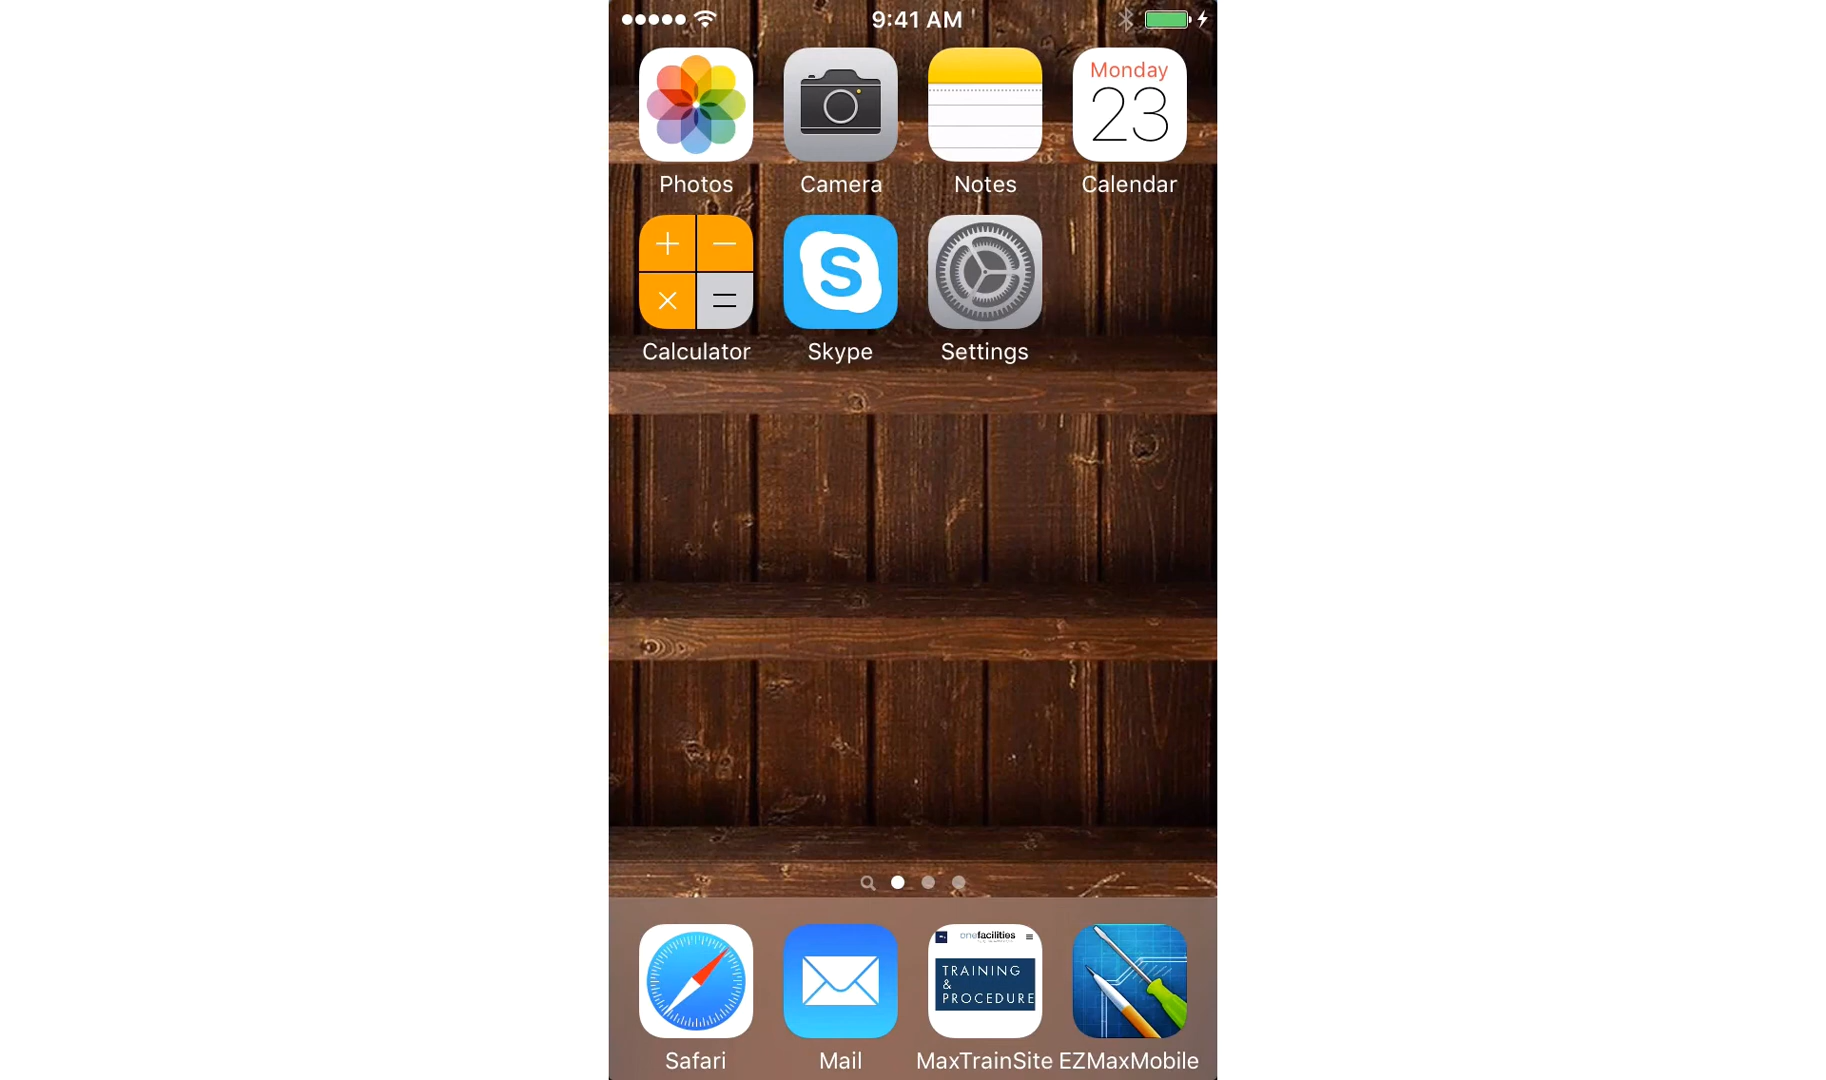 9:41 AM
Monday
23
Photos Camera Notes Calendar
Calculator Skype Settings
onefacilities
TRAINING
&
PROCEDURE
Safari Mail MaxTrainSite EZMaxMobile